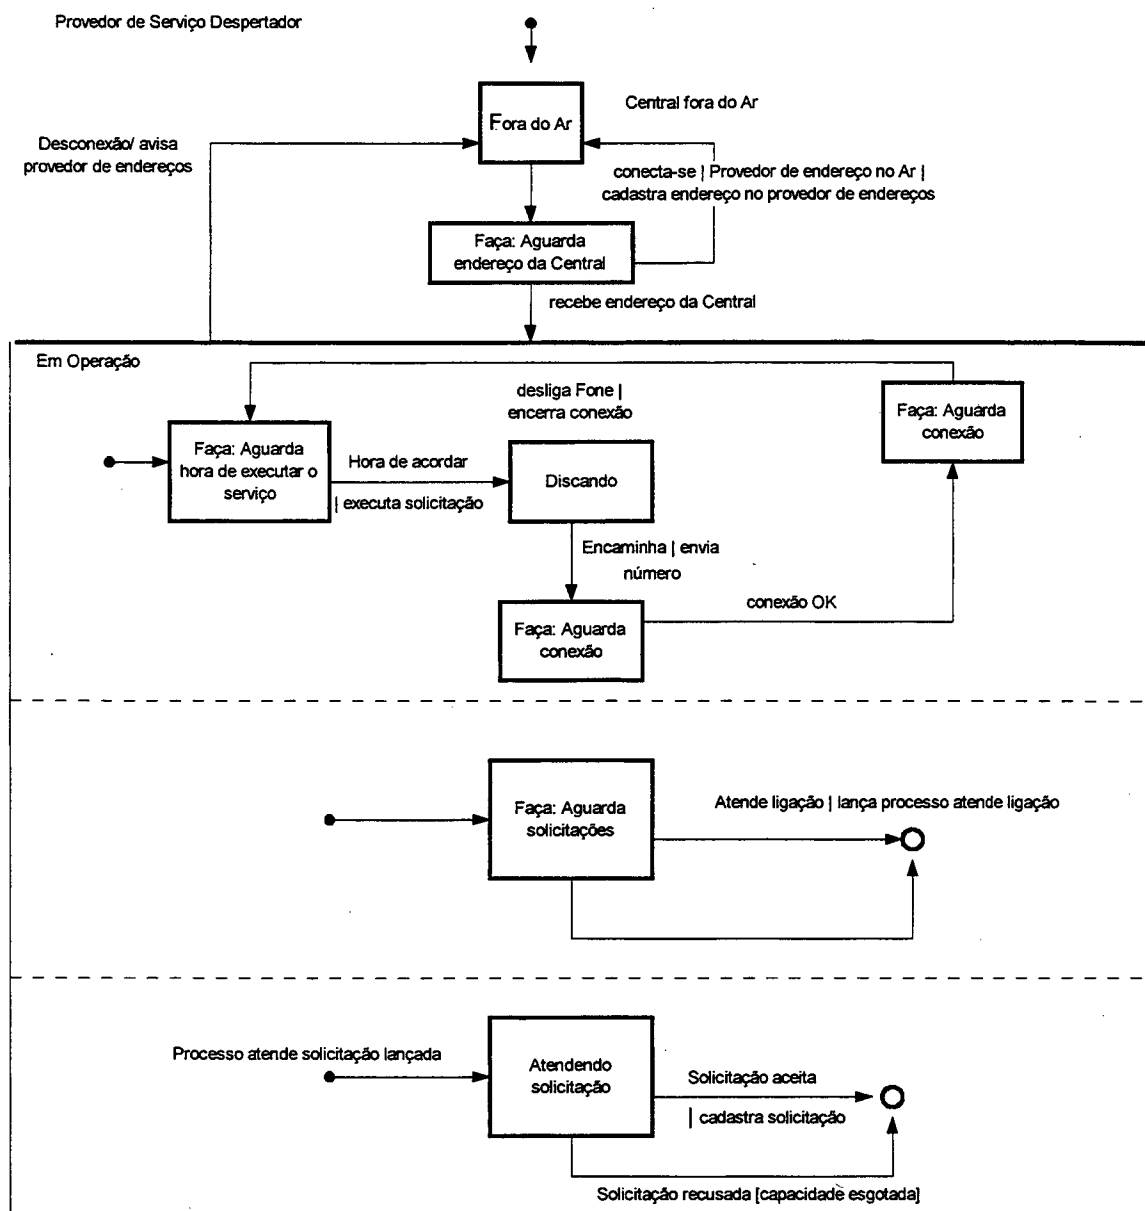 Provedor de Serviço Despertador
Fora do Ar
Central fora do Ar
Desconexão/ avisa
provedor de endereços
conecta-se | Provedor de endereço no Ar |
cadastra endereço no provedor de endereços
Faça: Aguarda
endereço da Central
recebe endereço da Central
Em Operação
desliga Fone |
encerra conexão
Faça: Aguarda
conexão
Faça: Aguarda
hora de executar o
serviço
Hora de acordar
| executa solicitação
Discando
Encaminha | envia
número
Faça: Aguarda
conexão
conexão OK
Faça: Aguarda
solicitações
Atende ligação | lança processo atende ligação
Processo atende solicitação lançada
Atendendo
solicitação
Solicitação aceita
| cadastra solicitação
Solicitação recusada [capacidade esgotada]